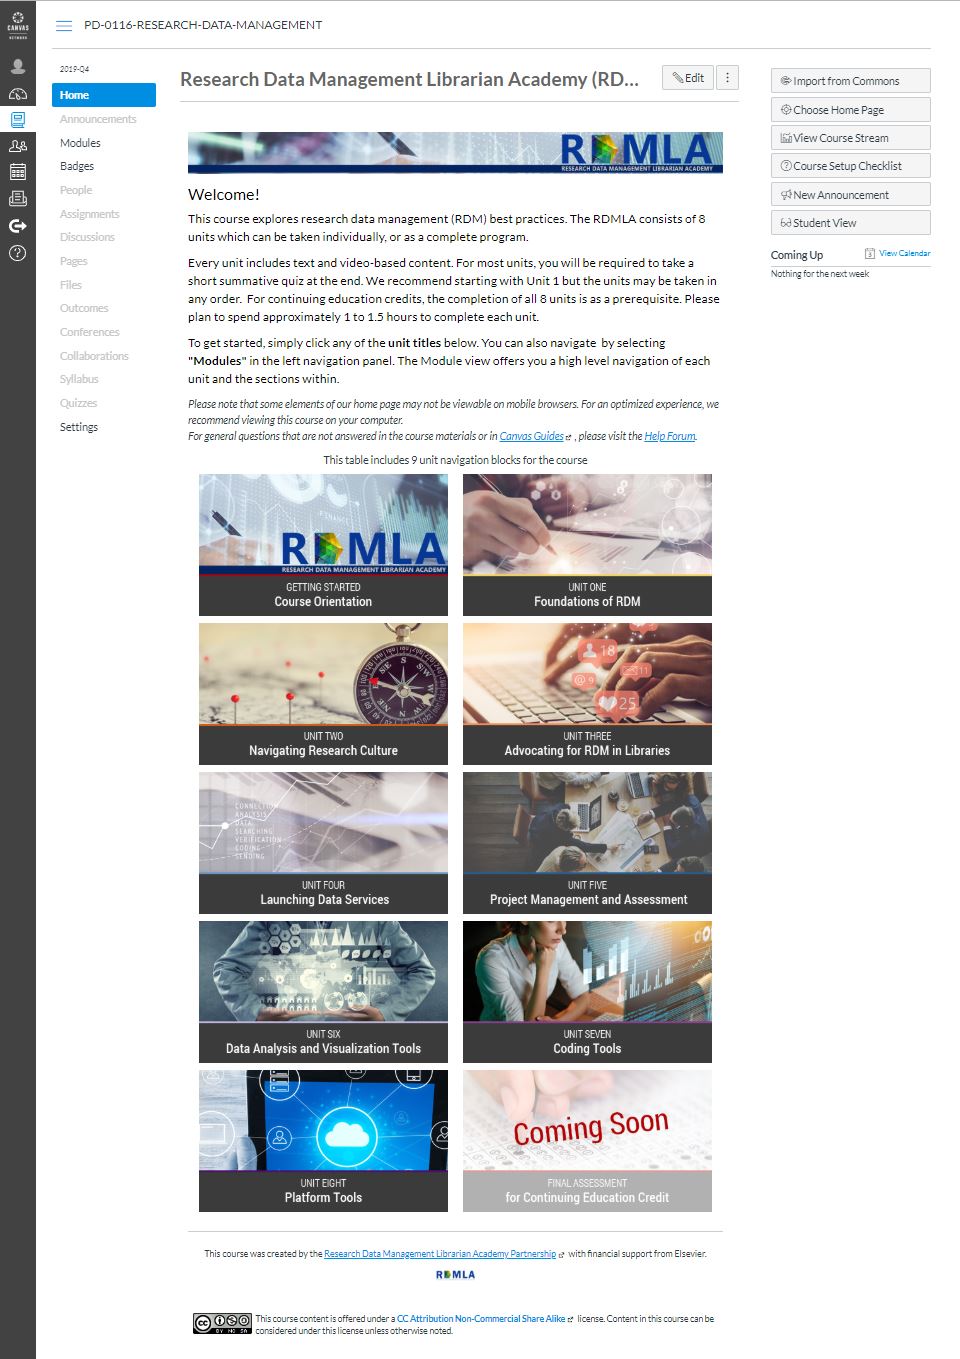 CANVAS
NETWORK
PD-0116-RESEARCH-DATA-MANAGEMENT
2019-Q4
Home
Announcements
Modules
Badges
People
Assignments
Discussions
Pages
Files
Outcomes
Conferences
Collaborations
Syllabus
Quizzes
Settings
Research Data Management Librarian Academy (RD...
Edit
RDMLA
RESEARCH DATA MANAGEMENT LIBRARIAN ACADEMY
Welcome!
This course explores research data management (RDM) best practices. The RDMLA consists of 8
units which can be taken individually, or as a complete program.
Every unit includes text and video-based content. For most units, you will be required to take a
short summative quiz at the end. We recommend starting with Unit 1 but the units may be taken in
any order. For continuing education credits, the completion of all 8 units is as a prerequisite. Please
plan to spend approximately 1 to 1.5 hours to complete each unit.
To get started, simply click any of the unit titles below. You can also navigate by selecting
"Modules" in the left navigation panel. The Module view offers you a high level navigation of each
unit and the sections within.
Please note that some elements of our home page may not be viewable on mobile browsers. For an optimized experience, we
recommend viewing this course on your computer.
For general questions that are not answered in the course materials or in Canvas Guides , please visit the Help Forum.
This table includes 9 unit navigation blocks for the course
FINANCE
RDMLA
RESEARCH DATA MANAGEMENT LIBRARIAN ACADEMY
GETTING STARTED
Course Orientation
UNIT ONE
Foundations of RDM
S
SW
W
SE
E
NE
N
UNIT TWO
Navigating Research Culture
18
11
@ 9
25
UNIT THREE
Advocating for RDM in Libraries
CONNECTION
ANALYSIS
DATA
SEARCHING
VERIEICATION
CODING
SENDING
UNIT FOUR
Launching Data Services
UNIT FIVE
Project Management and Assessment
UNIT SIX
Data Analysis and Visualization Tools
UNIT SEVEN
Coding Tools
UNIT EIGHT
Platform Tools
Coming Soon
FINAL ASSESSMENT
for Continuing Education Credit
This course was created by the Research Data Management Librarian Academy Partnership with financial support from Elsevier.
RDMLA
CC BY NC SA
This course content is offered under a CC Attribution Non-Commercial Share Alike license. Content in this course can be
considered under this license unless otherwise noted.
Import from Commons
Choose Home Page
View Course Stream
Course Setup Checklist
New Announcement
Student View
Coming Up
3
View Calendar
Nothing for the next week